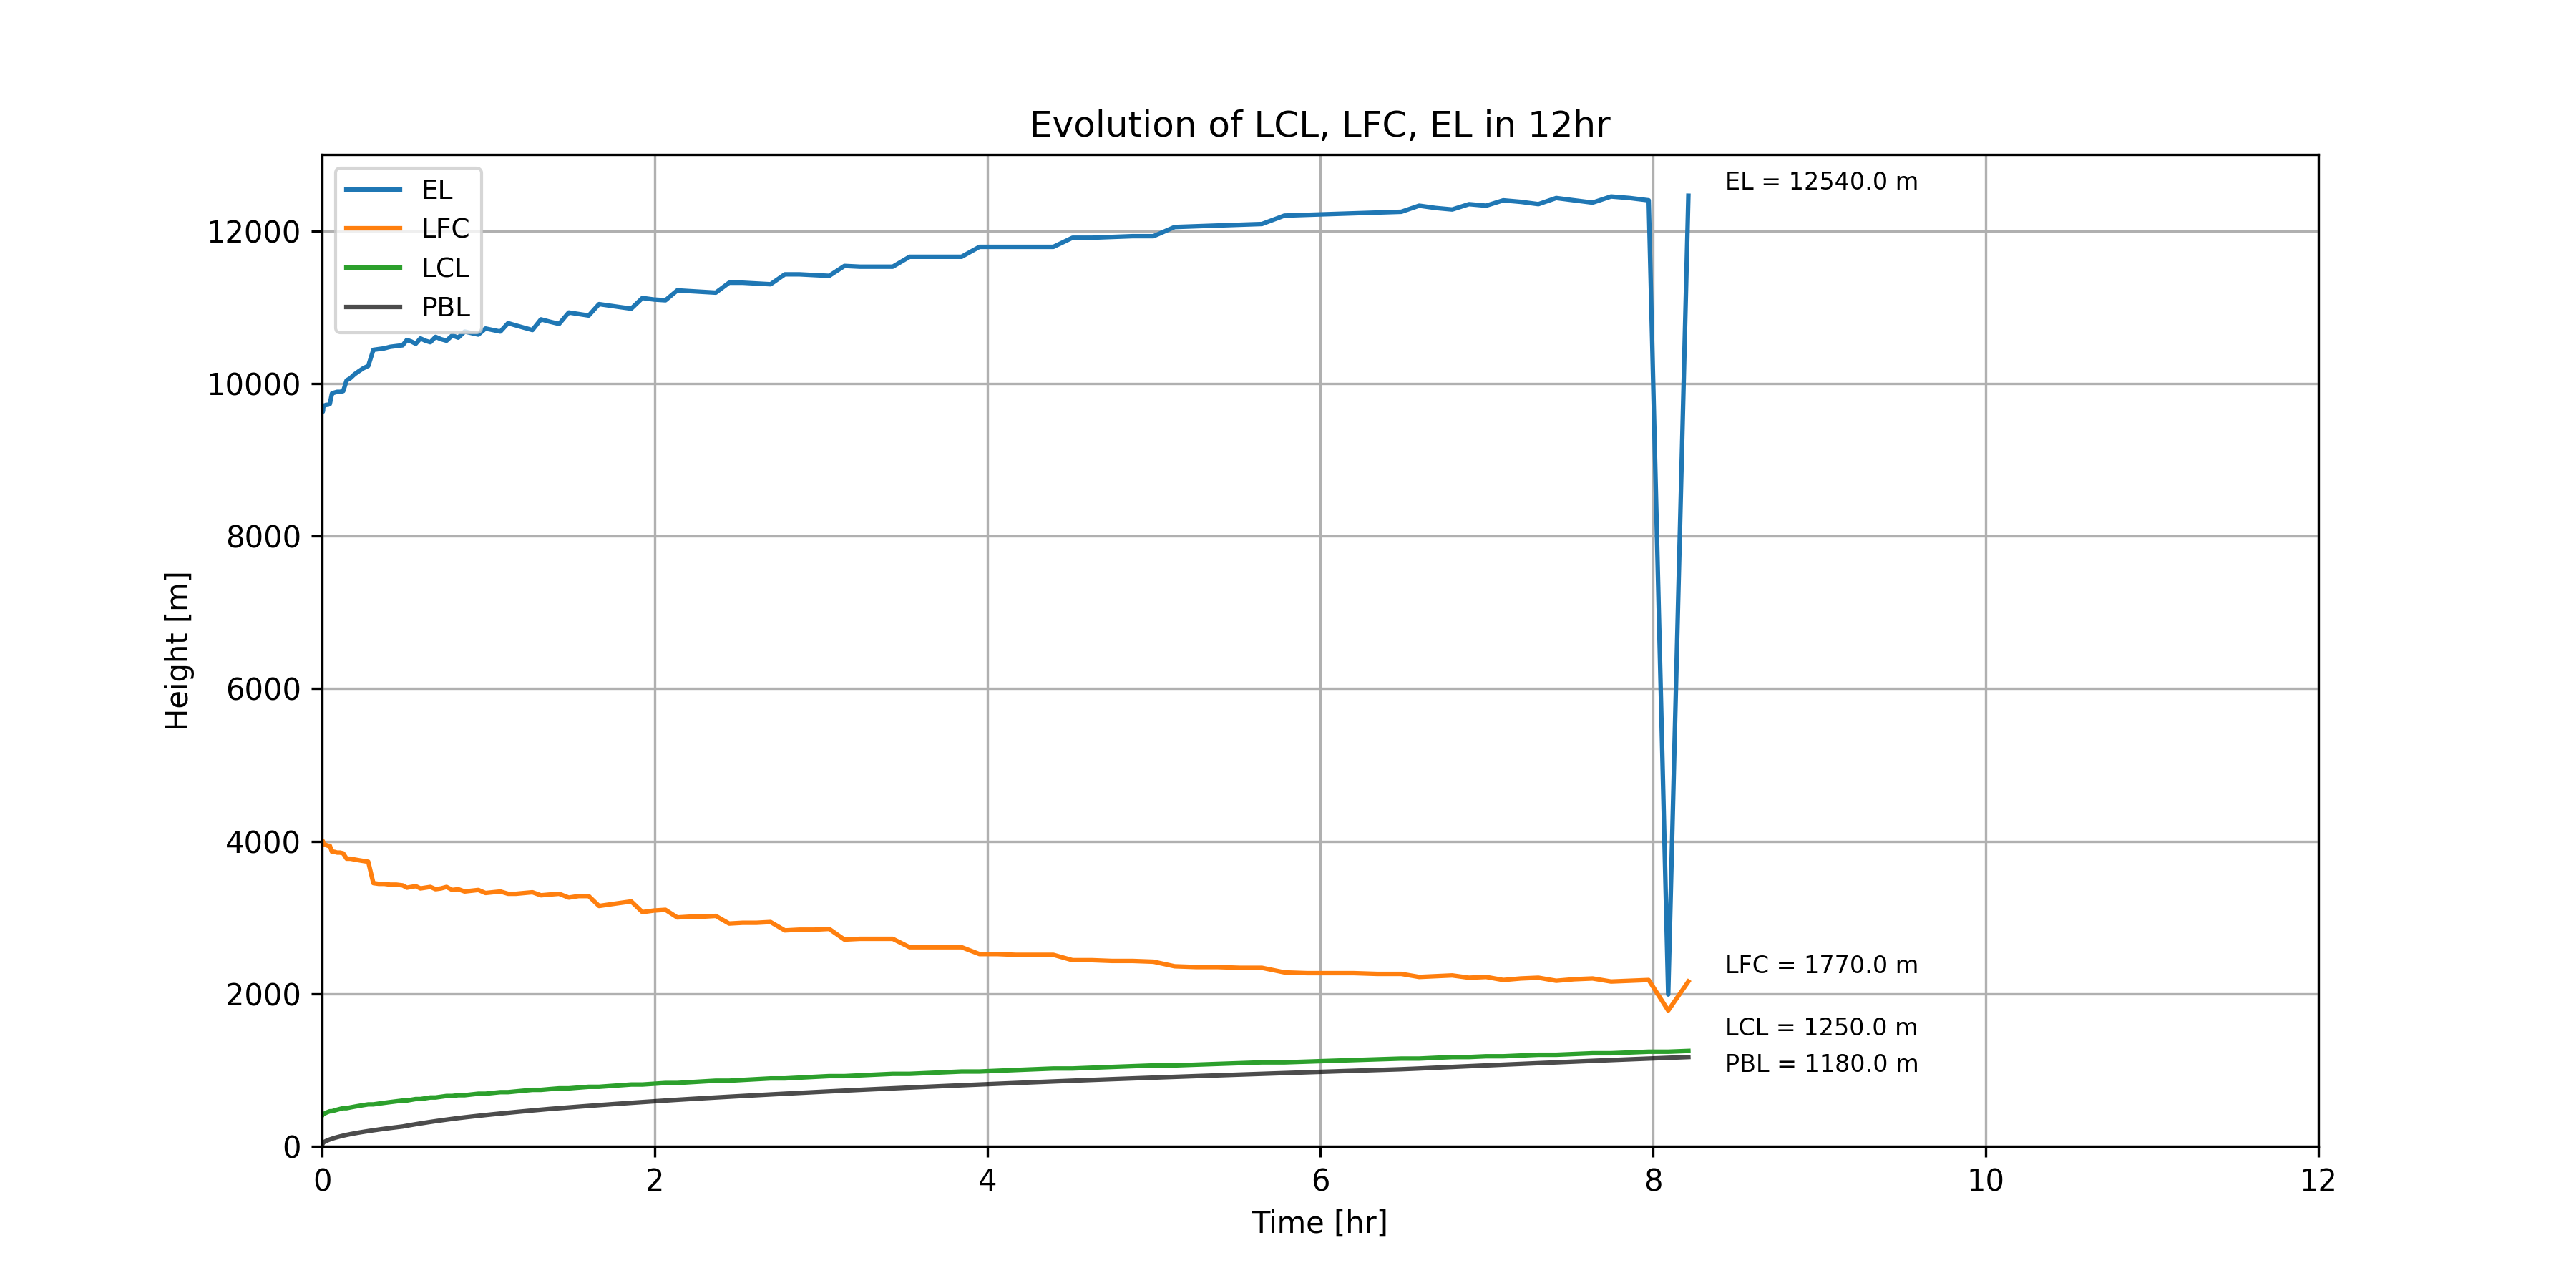 Evolution of LCL, LFC, EL in 12hr
EL
LFC
LCL
PBL
EL = 12540.0 m
LFC = 1770.0 m
LCL = 1250.0 m
PBL = 1180.0 m
Height [m]
12000
10000
8000
6000
4000
2000
0
0 2 4 6 8 10 12
Time [hr]